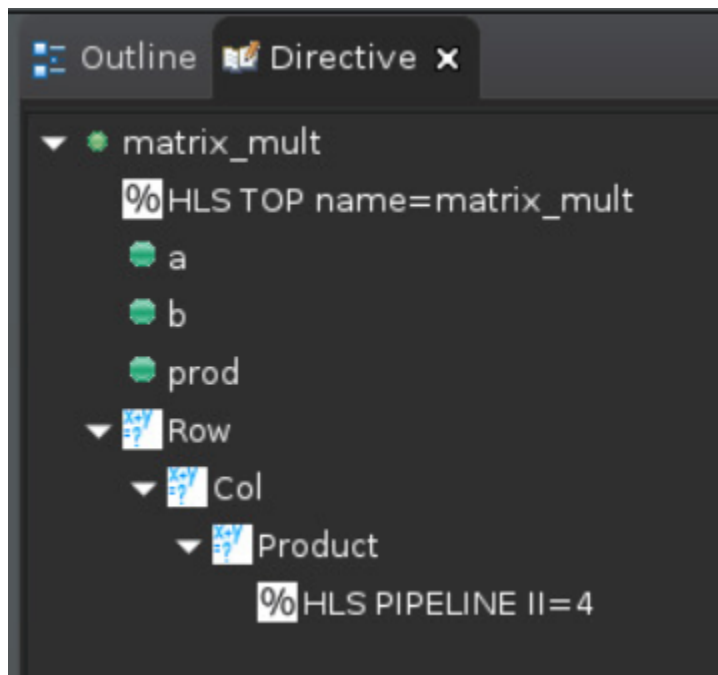 Outline Directive
matrix_mult
% HLS TOP name=matrix_mult
a
b
prod
x+y=? Row
x+y=? Col
x+y=? Product
% HLS PIPELINE II=4